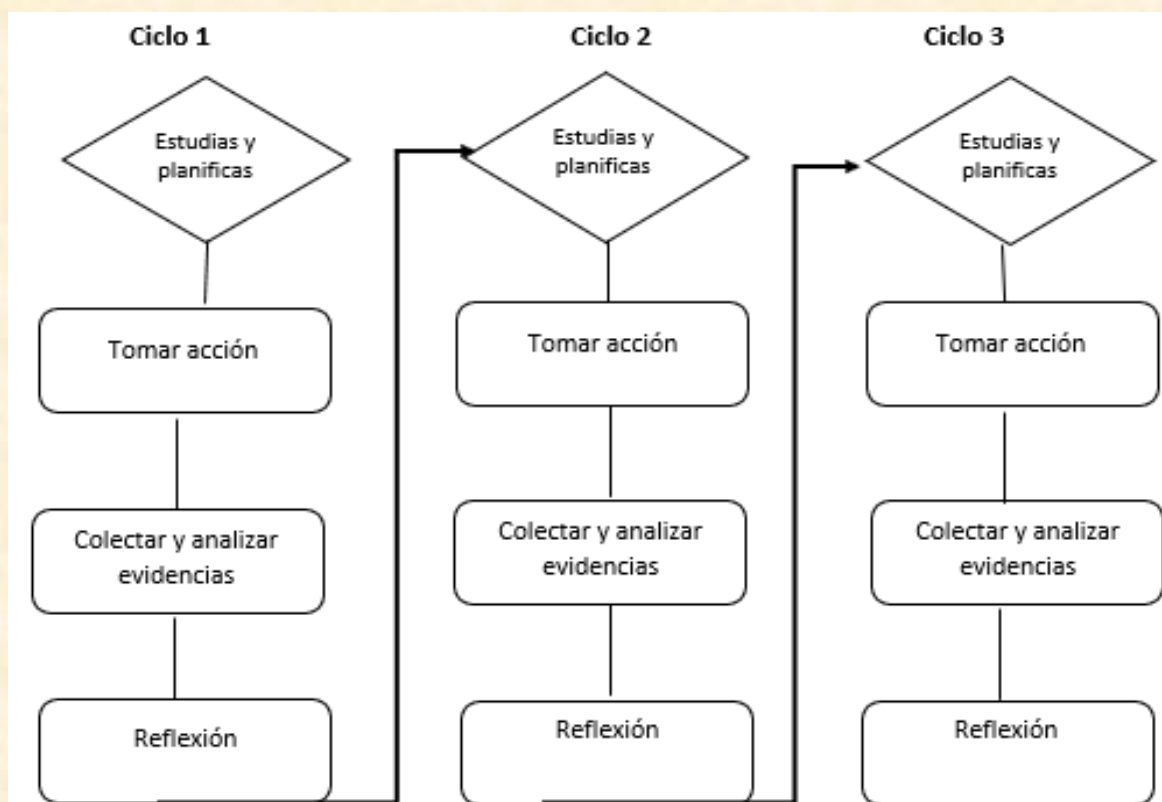 Ciclo 1
Estudias y
planificas
Tomar acción
Colectar y analizar
evidencias
Reflexión
Ciclo 2
Estudias y
planificas
Tomar acción
Colectar y analizar
evidencias
Reflexión
Ciclo 3
Estudias y
planificas
Tomar acción
Colectar y analizar
evidencias
Reflexión